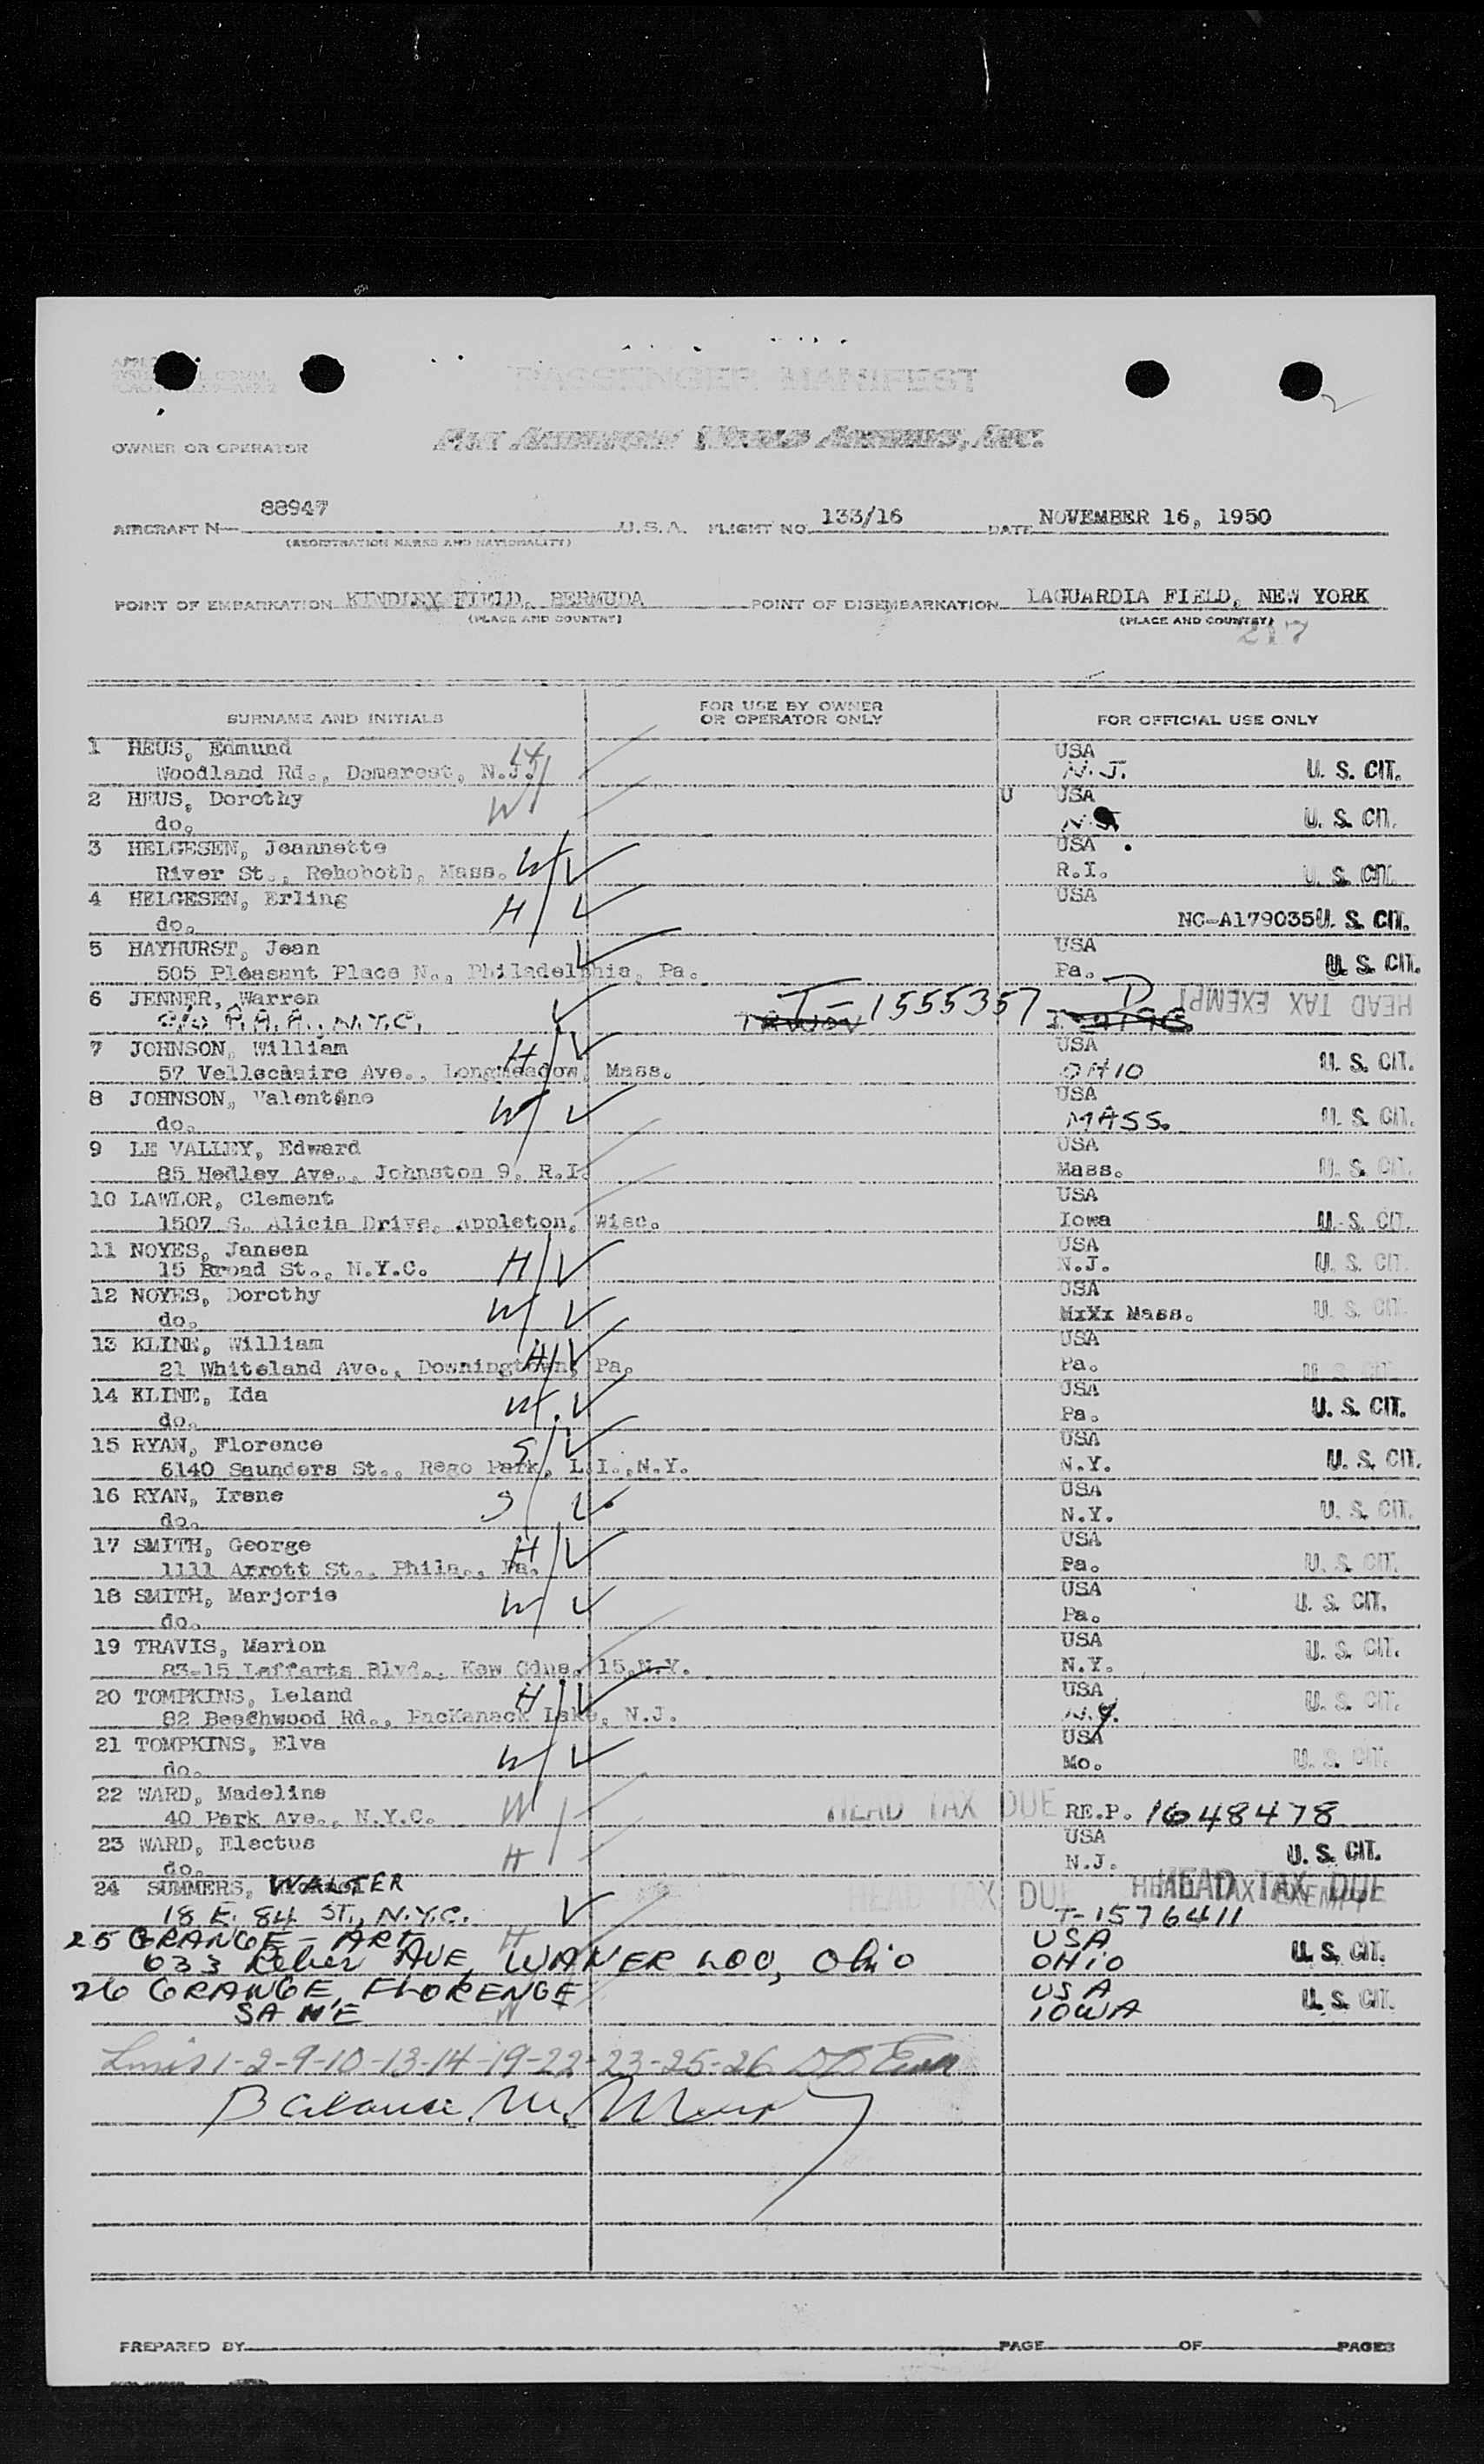 PASSENGER MANIFEST
OWNER OR OPERATOR PAN AMERICAN WORLD AIRWAYS, INC.
AIRCRAFT N— 88947 U.S.A. FLIGHT NO. 133/16 DATE NOVEMBER 16, 1950
(REGISTRATION MARKS AND NATIONALITY)
POINT OF EMBARKATION KINDLEY FIELD, BERMUDA POINT OF DISEMBARKATION LAGUARDIA FIELD, NEW YORK
(PLACE AND COUNTRY) (PLACE AND COUNTRY)
217
SURNAME AND INITIALS FOR USE BY OWNER OR OPERATOR ONLY FOR OFFICIAL USE ONLY
1 HEUS, Edmund USA
Woodland Rd., Demarest, N.J. H N.J. U. S. CIT.
2 HEUS, Dorothy W U USA
do. U. S. CIT.
3 HELGESEN, Jeannette USA
River St., Rehoboth, Mass. W R.I. U. S. CIT.
4 HELGESEN, Erling H USA
do. NC-A179035 U. S. CIT.
5 HAYHURST, Jean USA
505 Pleasant Place N., Philadelphia, Pa. Pa. U. S. CIT.
6 JENNER, Warren T-1555357 D HEAD TAX EXEMPT
c/o P.A.A., N.Y.C.
7 JOHNSON, William H USA
57 Vellechaire Ave., Longmeadow, Mass. OHIO U. S. CIT.
8 JOHNSON, Valentine W USA
do. MASS. U. S. CIT.
9 LE VALLEY, Edward USA
85 Hedley Ave., Johnston 9, R.I. Mass. U. S. CIT.
10 LAWLOR, Clement USA
1507 S. Alicia Drive, Appleton, Wisc. Iowa U. S. CIT.
11 NOYES, Jansen USA
15 Broad St., N.Y.C. H N.J. U. S. CIT.
12 NOYES, Dorothy W USA
do. MxXx Mass. U. S. CIT.
13 KLINE, William H USA
21 Whiteland Ave., Downingtown, Pa. Pa. U. S. CIT.
14 KLINE, Ida W USA
do. Pa. U. S. CIT.
15 RYAN, Florence S USA
6140 Saunders St., Rego Park, L.I.,N.Y. N.Y. U. S. CIT.
16 RYAN, Irene S USA
do. N.Y. U. S. CIT.
17 SMITH, George H USA
1111 Arrott St., Phila., Pa. Pa. U. S. CIT.
18 SMITH, Marjorie W USA
do. Pa. U. S. CIT.
19 TRAVIS, Marion USA
83-15 Leffarts Blvd., Kew Gdns. 15,N.Y. N.Y. U. S. CIT.
20 TOMPKINS, Leland H USA
82 Beechwood Rd., PacKanack Lake, N.J. N.Y. U. S. CIT.
21 TOMPKINS, Elva W USA
do. Mo. U. S. CIT.
22 WARD, Madeline W HEAD TAX DUE
40 Park Ave., N.Y.C. RE.P. 1648478
23 WARD, Electus H USA
do. N.J. U. S. CIT.
24 SUMMERS, WALTER HEAD TAX DUE HEAD TAX DUE HEAD TAX EXEMPT
18 E. 84 ST., N.Y.C. T-1576411
25 GRANGE - ART H USA
633 Reber AVE, WANER LOO, Ohio OHIO U. S. CIT.
26 GRANGE, FLORENCE USA
SAME W IOWA U. S. CIT.
1-2-9-10-13-14-19-22-23-25-26
Balance
PREPARED BY PAGE OF PAGES